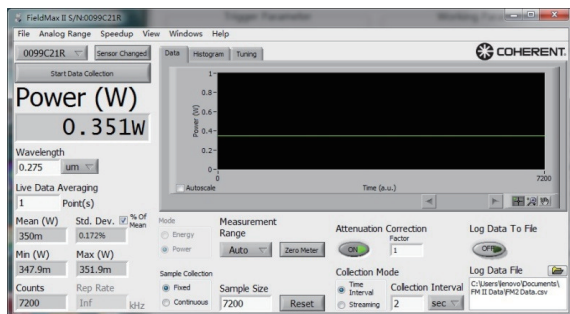 FieldMax II S/N:0099C21R
File Analog Range Speedup View Windows Help
0099C21R Sensor Changed
Start Data Collection
Power (W)
0.351W
Wavelength
0.275 um
Live Data Averaging
1 Point(s)
Mean (W) Std. Dev. % Of Mean
350m 0.172%
Min (W) Max (W)
347.9m 351.9m
Counts Rep Rate
7200 Inf kHz
Data Histogram Tuning
COHERENT.
1
0.8
0.6
0.4
0.2
0
Power (W)
0 7200
Autoscale Time (a.u.)
Mode
Energy
Power
Measurement
Range
Auto Zero Meter
Attenuation Correction
Factor
ON 1
Log Data To File
OFF
Sample Collection
Fixed
Continuous
Sample Size
7200 Reset
Collection Mode
Time
Interval
Streaming
Collection Interval
2 sec
Log Data File
C:\Users\lenovo\Documents\
FM II Data\FM2 Data.csv